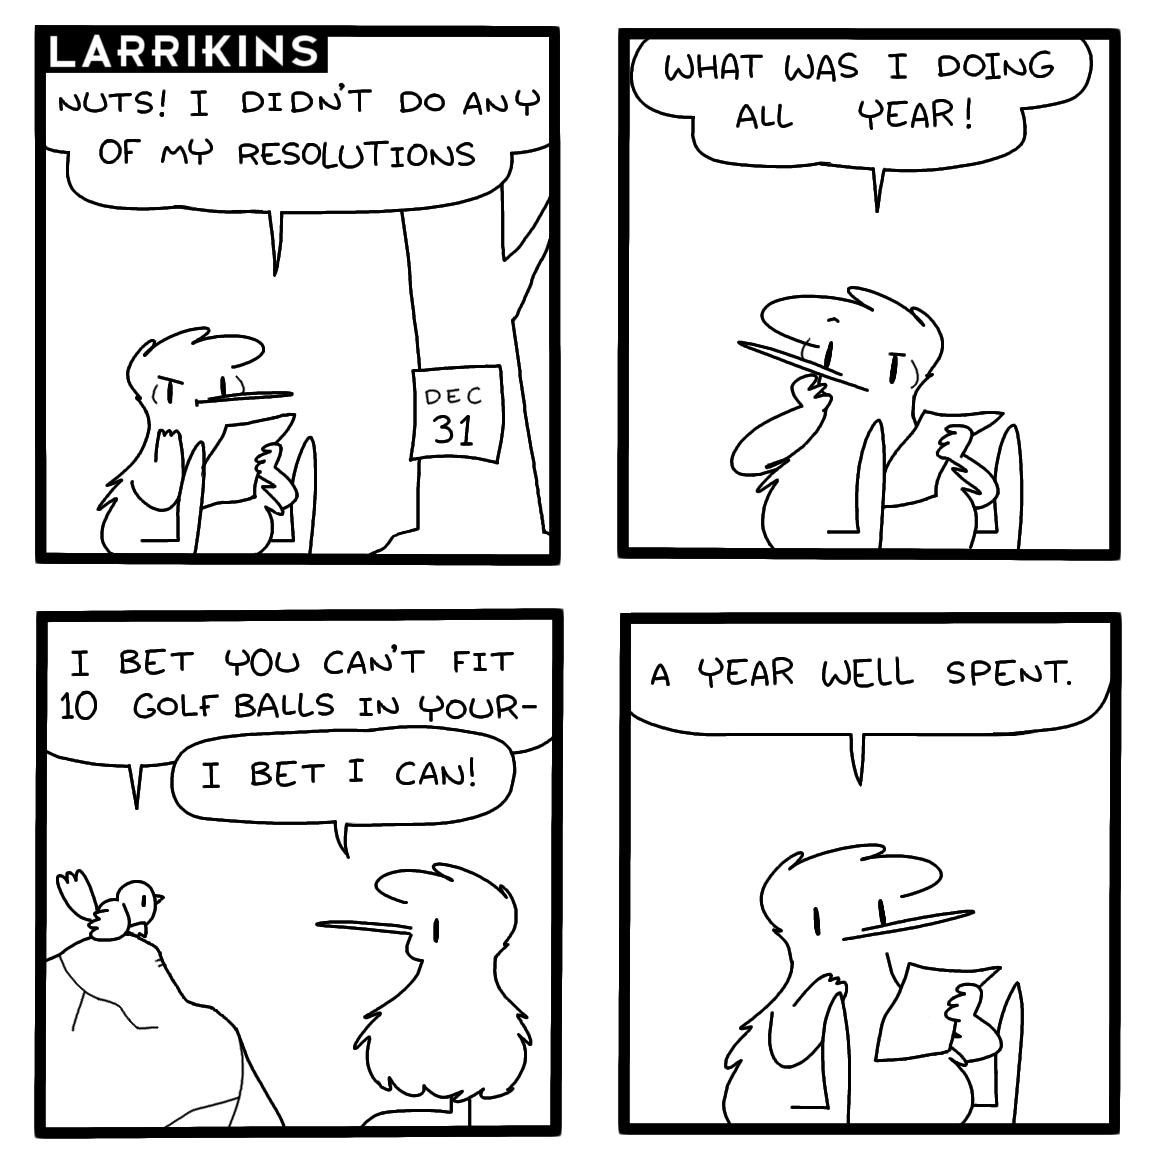 LARRIKINS
NUTS! I DIDN'T DO ANY
OF MY RESOLUTIONS
DEC
31
WHAT WAS I DOING
ALL YEAR!
I BET YOU CAN'T FIT
10 GOLF BALLS IN YOUR-
I BET I CAN!
A YEAR WELL SPENT.